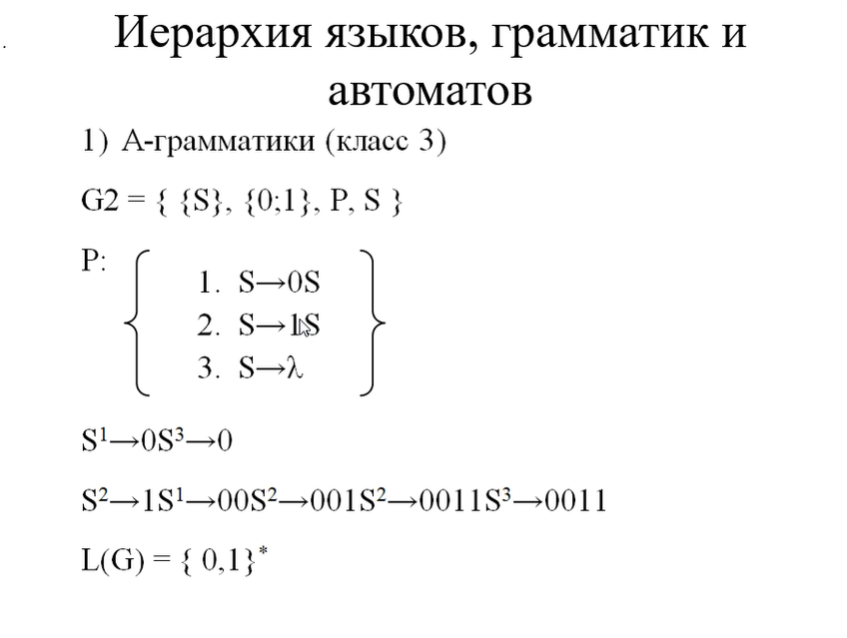 Иерархия языков, грамматик и
автоматов
1) А-грамматики (класс 3)
G2 = { {S}, {0;1}, P, S }
P:
1. S→0S
2. S→1S
3. S→λ
S¹→0S³→0
S²→1S¹→00S²→001S²→0011S³→0011
L(G) = { 0,1}*